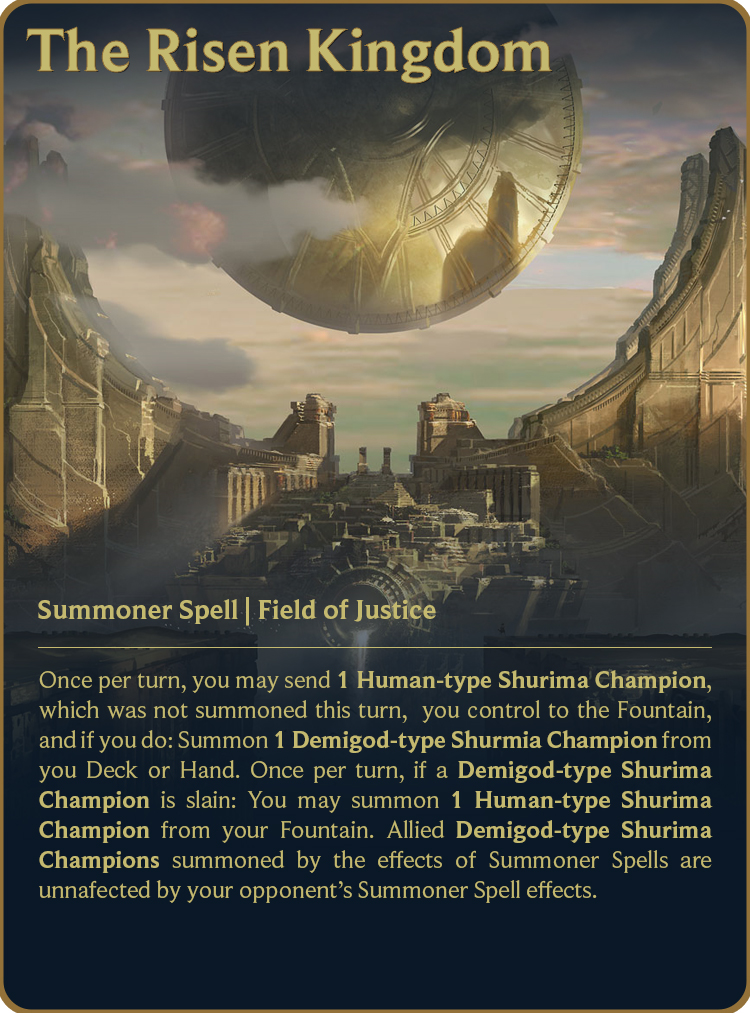 The Risen Kingdom
Summoner Spell | Field of Justice
Once per turn, you may send 1 Human-type Shurima Champion,
which was not summoned this turn, you control to the Fountain,
and if you do: Summon 1 Demigod-type Shurmia Champion from
you Deck or Hand. Once per turn, if a Demigod-type Shurima
Champion is slain: You may summon 1 Human-type Shurima
Champion from your Fountain. Allied Demigod-type Shurima
Champions summoned by the effects of Summoner Spells are
unnafected by your opponent's Summoner Spell effects.